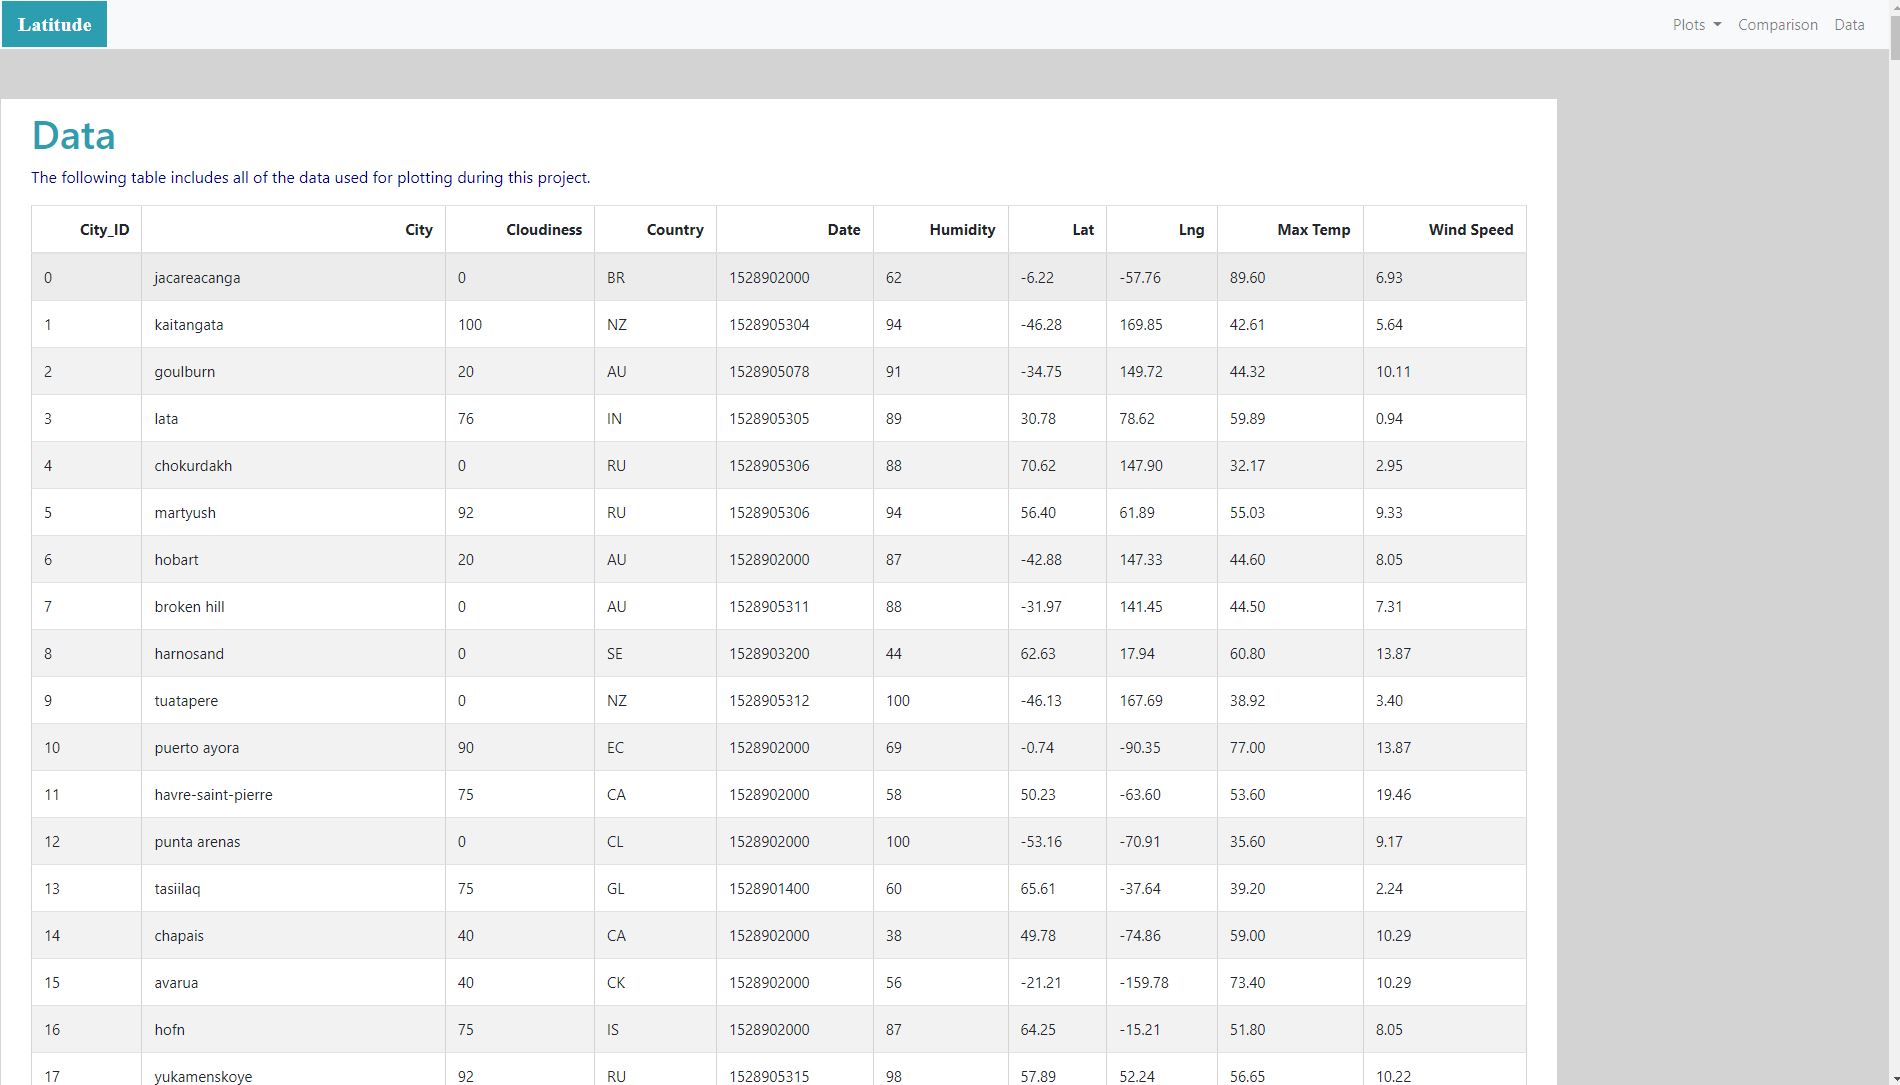 Latitude Plots Comparison Data
Data
The following table includes all of the data used for plotting during this project.
City_ID City Cloudiness Country Date Humidity Lat Lng Max Temp Wind Speed
0 jacareacanga 0 BR 1528902000 62 -6.22 -57.76 89.60 6.93
1 kaitangata 100 NZ 1528905304 94 -46.28 169.85 42.61 5.64
2 goulburn 20 AU 1528905078 91 -34.75 149.72 44.32 10.11
3 lata 76 IN 1528905305 89 30.78 78.62 59.89 0.94
4 chokurdakh 0 RU 1528905306 88 70.62 147.90 32.17 2.95
5 martyush 92 RU 1528905306 94 56.40 61.89 55.03 9.33
6 hobart 20 AU 1528902000 87 -42.88 147.33 44.60 8.05
7 broken hill 0 AU 1528905311 88 -31.97 141.45 44.50 7.31
8 harnosand 0 SE 1528903200 44 62.63 17.94 60.80 13.87
9 tuatapere 0 NZ 1528905312 100 -46.13 167.69 38.92 3.40
10 puerto ayora 90 EC 1528902000 69 -0.74 -90.35 77.00 13.87
11 havre-saint-pierre 75 CA 1528902000 58 50.23 -63.60 53.60 19.46
12 punta arenas 0 CL 1528902000 100 -53.16 -70.91 35.60 9.17
13 tasiilaq 75 GL 1528901400 60 65.61 -37.64 39.20 2.24
14 chapais 40 CA 1528902000 38 49.78 -74.86 59.00 10.29
15 avarua 40 CK 1528902000 56 -21.21 -159.78 73.40 10.29
16 hofn 75 IS 1528902000 87 64.25 -15.21 51.80 8.05
17 yukamenskoye 92 RU 1528905315 98 57.89 52.24 56.65 10.22